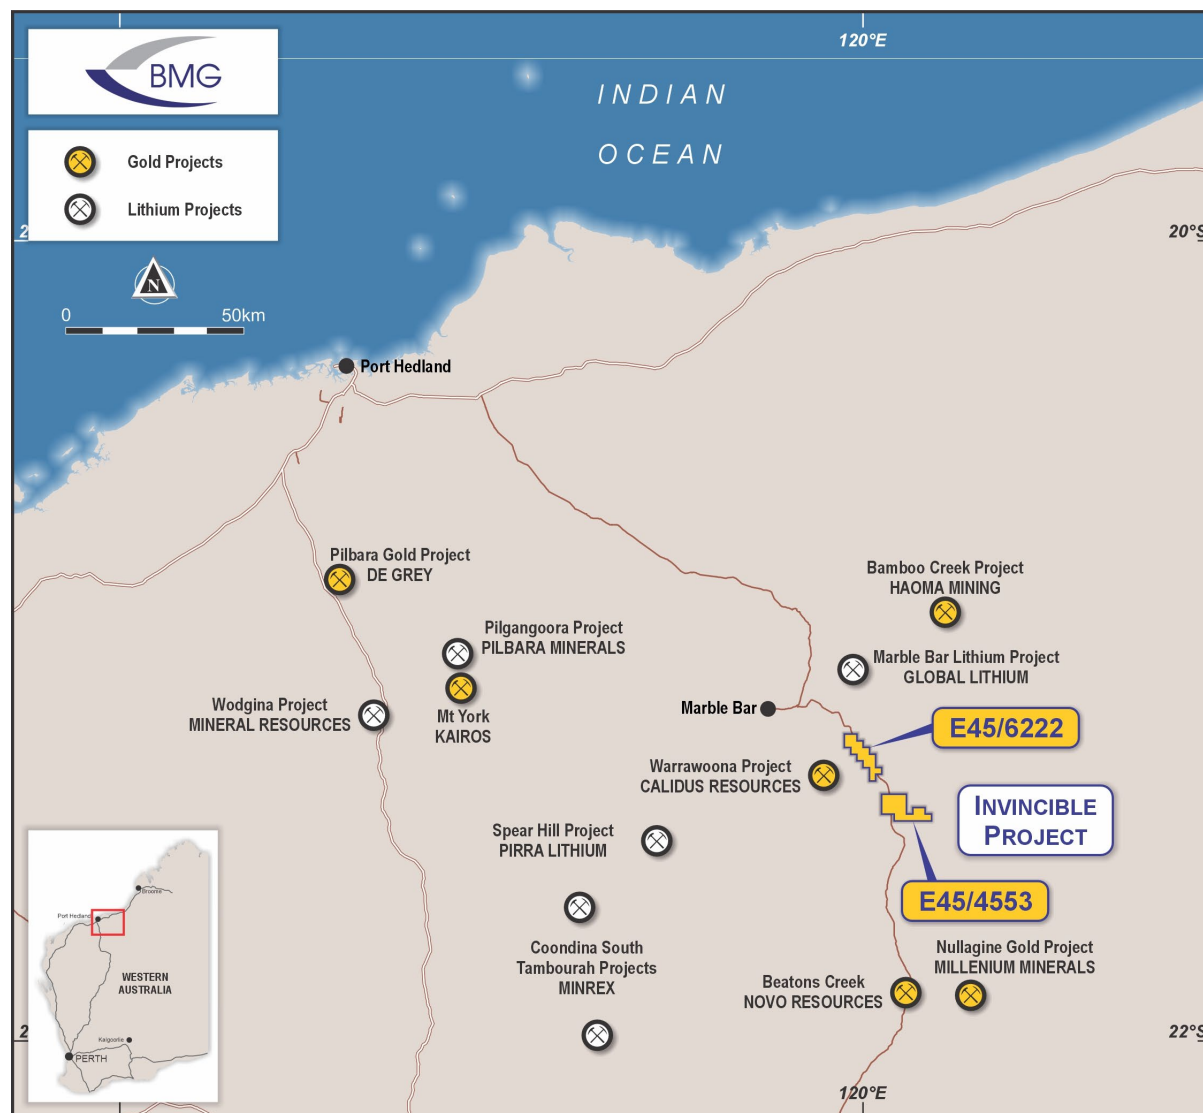 120°E
BMG
INDIAN
OCEAN
Gold Projects
Lithium Projects
20°S
N
0 50km
Port Hedland
Pilbara Gold Project
DE GREY
Bamboo Creek Project
HAOMA MINING
Pilgangoora Project
PILBARA MINERALS
Marble Bar Lithium Project
GLOBAL LITHIUM
Wodgina Project
MINERAL RESOURCES
Mt York
KAIROS
Marble Bar
E45/6222
Warrawoona Project
CALIDUS RESOURCES
INVINCIBLE
PROJECT
Spear Hill Project
PIRRA LITHIUM
E45/4553
Coondina South
Tambourah Projects
MINREX
Nullagine Gold Project
MILLENIUM MINERALS
Beatons Creek
NOVO RESOURCES
Broome
Port Hedland
WESTERN
AUSTRALIA
Kalgoorlie
PERTH
2
2
22°S
120°E